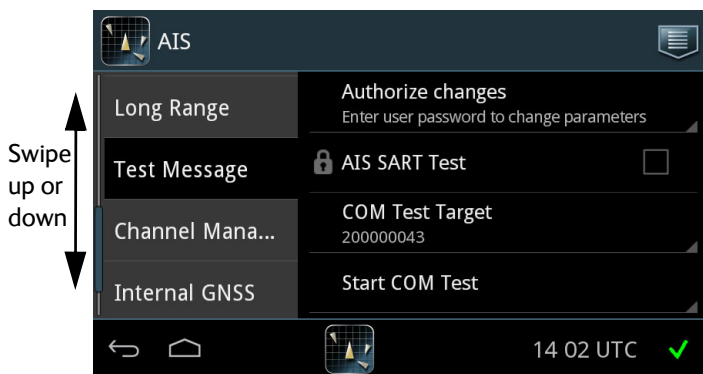 AIS
Swipe
up or
down
Long Range
Test Message
Channel Mana...
Internal GNSS
Authorize changes
Enter user password to change parameters
AIS SART Test
COM Test Target
200000043
Start COM Test
14 02 UTC